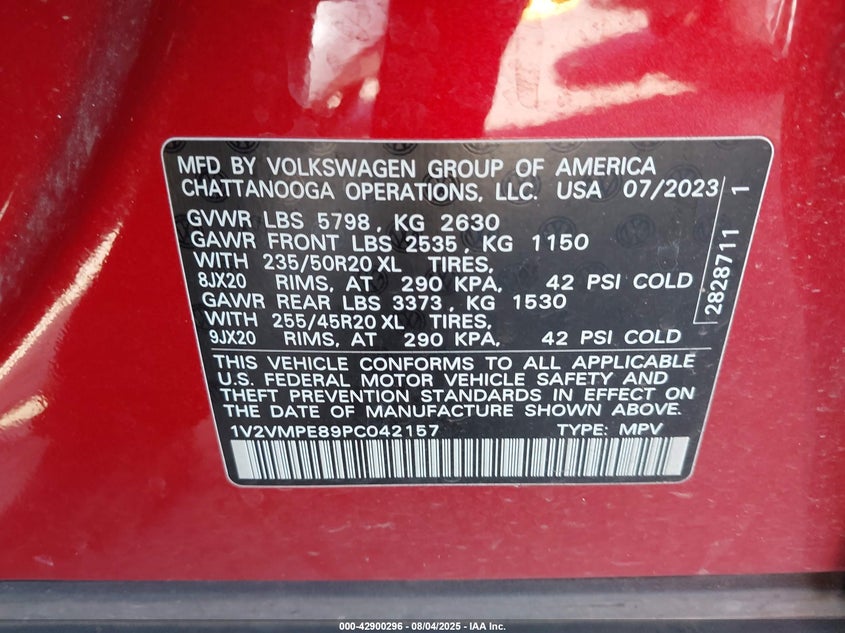 MFD BY VOLKSWAGEN GROUP OF AMERICA
CHATTANOOGA OPERATIONS, LLC. USA 07/2023
GVWR LBS 5798, KG 2630
GAWR FRONT LBS 2535, KG 1150
WITH 235/50R20 XL TIRES,
8JX20 RIMS, AT 290 KPA, 42 PSI COLD
GAWR REAR LBS 3373, KG 1530
WITH 255/45R20 XL TIRES,
9JX20 RIMS, AT 290 KPA, 42 PSI COLD
THIS VEHICLE CONFORMS TO ALL APPLICABLE
U.S. FEDERAL MOTOR VEHICLE SAFETY AND
THEFT PREVENTION STANDARDS IN EFFECT ON
THE DATE OF MANUFACTURE SHOWN ABOVE.
1V2VMPE89PC042157 TYPE: MPV
2828711 1
000-42900296 - 08/04/2025 - IAA Inc.